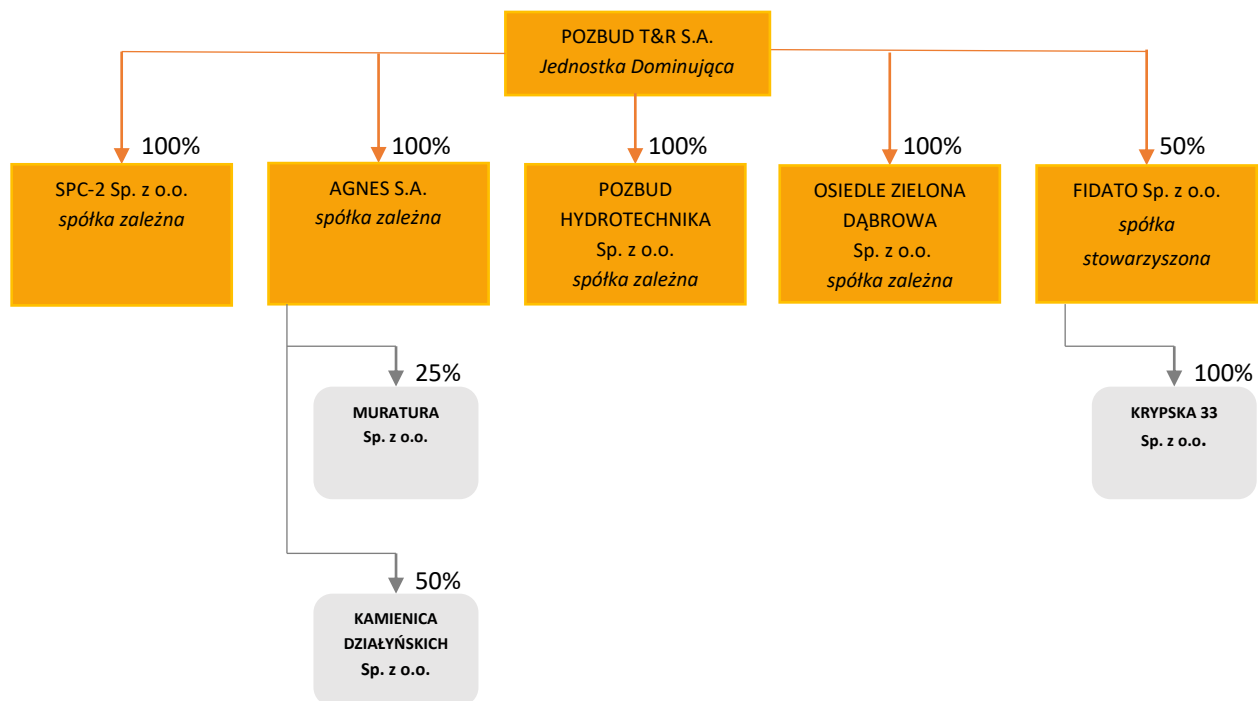 POZBUD T&R S.A.
Jednostka Dominująca
100%
100%
100%
100%
50%
SPC-2 Sp. z o.o.
spółka zależna
AGNES S.A.
spółka zależna
POZBUD
HYDROTECHNIKA
Sp. z o.o.
spółka zależna
OSIEDLE ZIELONA
DĄBROWA
Sp. z o.o.
spółka zależna
FIDATO Sp. z o.o.
spółka
stowarzyszona
25%
MURATURA
Sp. z o.o.
100%
KRYPSKA 33
Sp. z o.o.
50%
KAMIENICA
DZIAŁYŃSKICH
Sp. z o.o.